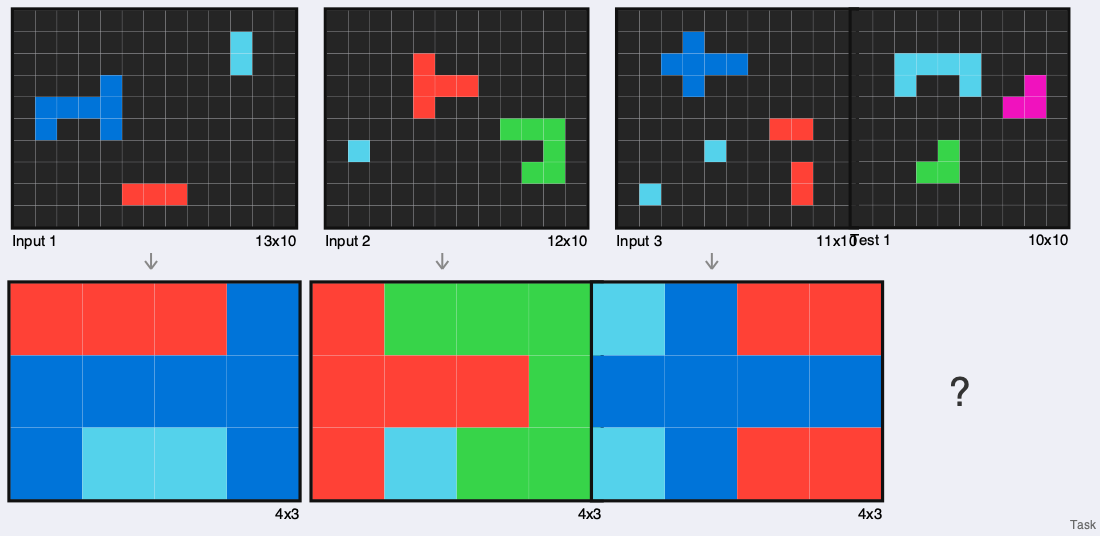 Input 1 13x10
Input 2 12x10
Input 3 11x10
Test 1 10x10
4x3
4x3
4x3
?
Task